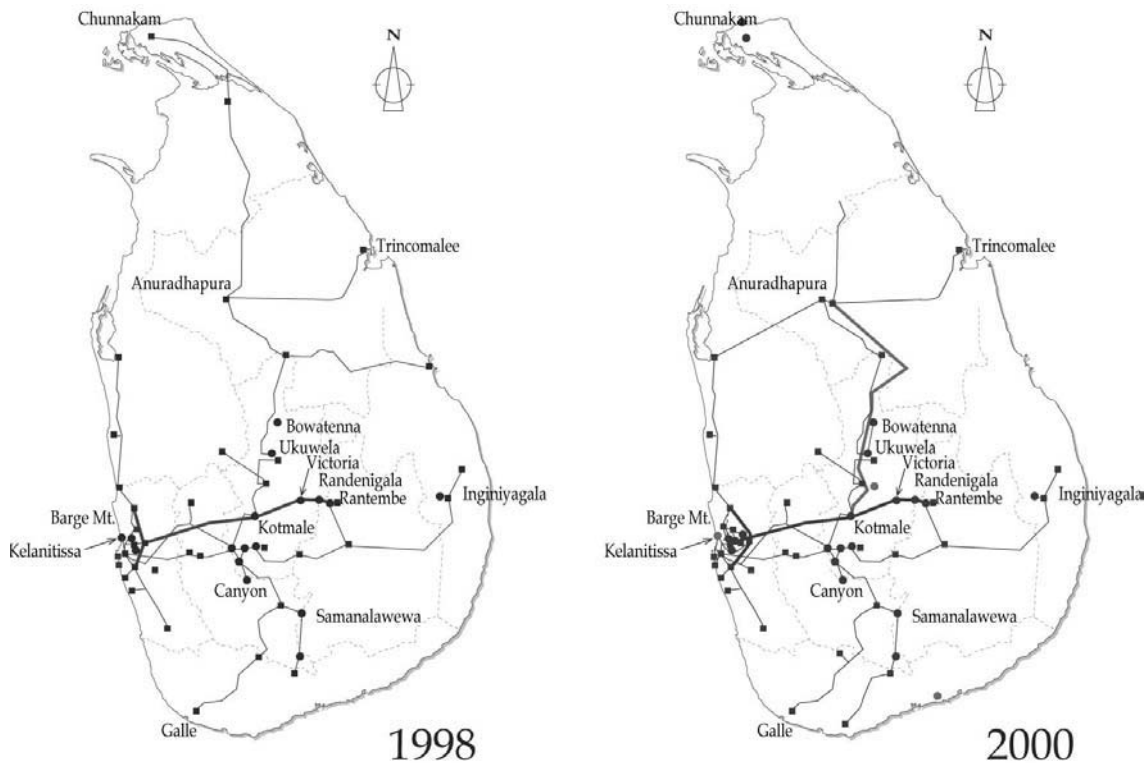 Chunnakam
N
Trincomalee
Anuradhapura
Bowatenna
Ukuwela
Victoria
Randenigala
Rantembe
Inginiyagala
Barge Mt.
Kotmale
Kelanitissa
Canyon
Samanalawewa
Galle
1998
Chunnakam
N
Trincomalee
Anuradhapura
Bowatenna
Ukuwela
Victoria
Randenigala
Rantembe
Inginiyagala
Barge Mt.
Kotmale
Kelanitissa
Canyon
Samanalawewa
Galle
2000